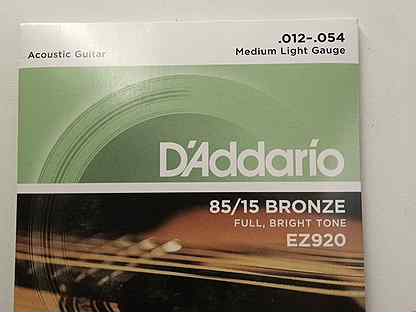 .012-.054
Acoustic Guitar
Medium Light Gauge
D'Addario
85/15 BRONZE
FULL, BRIGHT TONE
EZ920